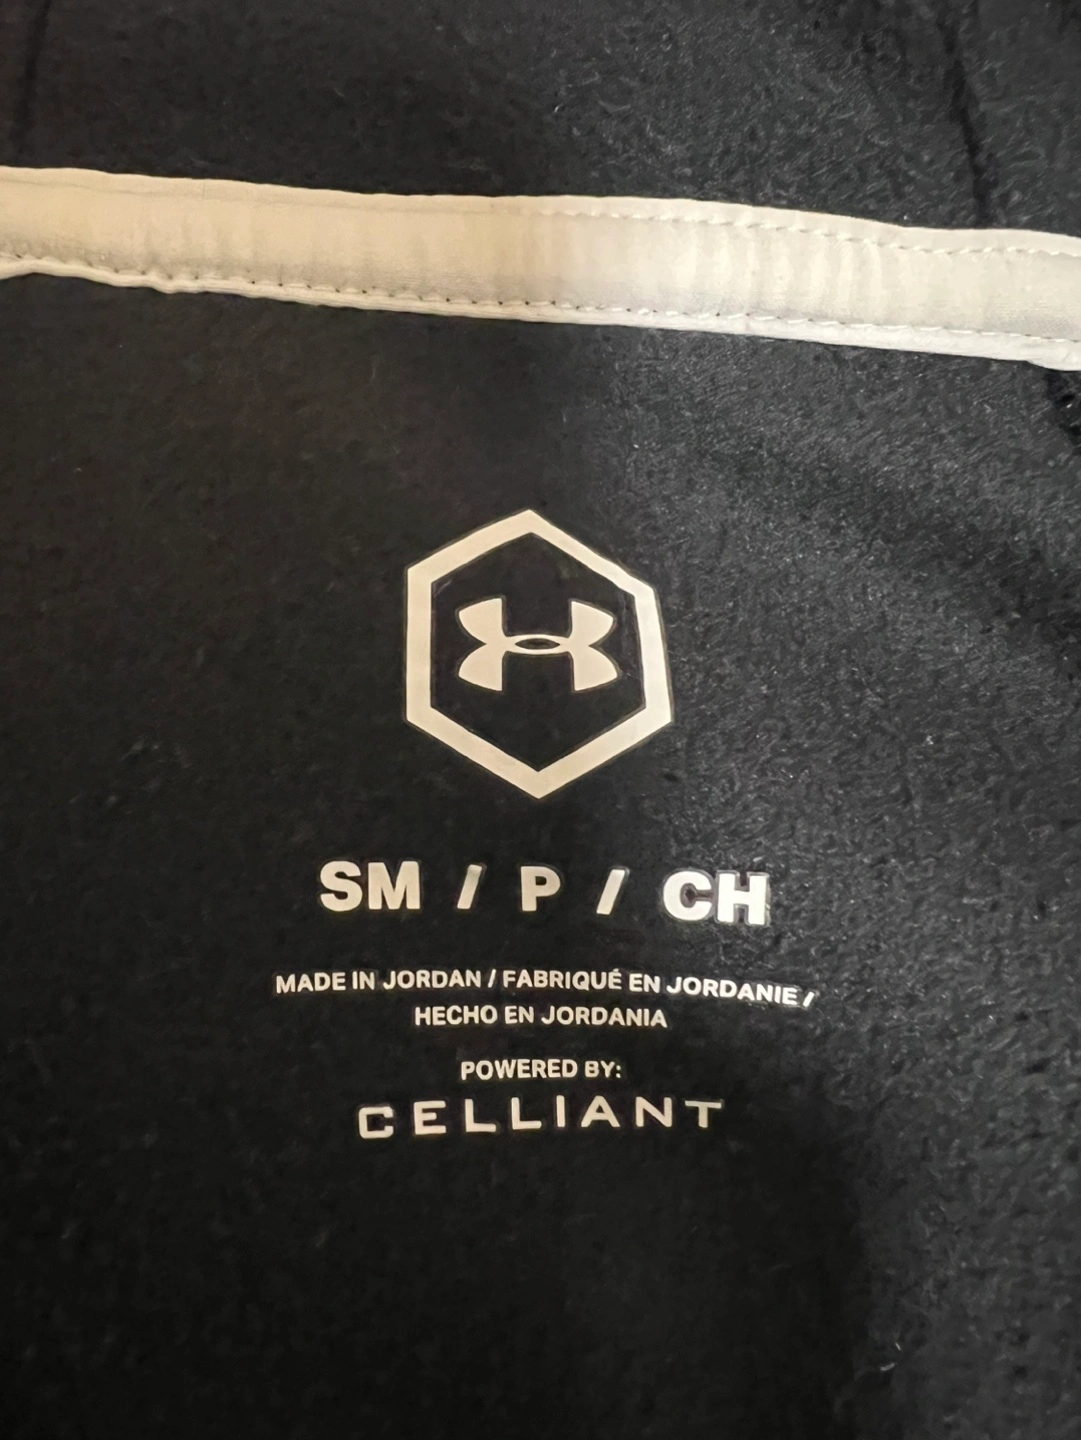 SM / P / CH
MADE IN JORDAN / FABRIQUÉ EN JORDANIE /
HECHO EN JORDANIA
POWERED BY:
CELLIANT